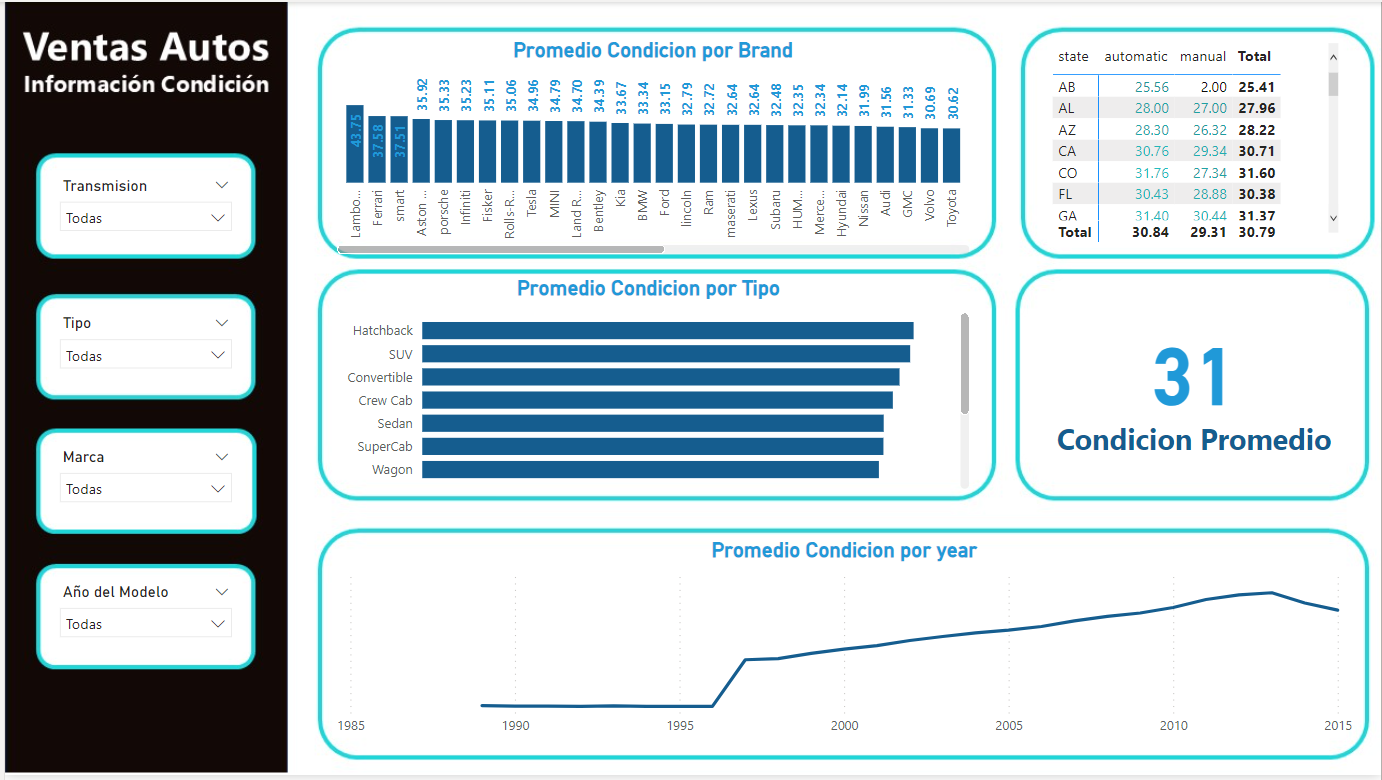 Ventas Autos
Información Condición
Transmision
Todas
Tipo
Todas
Marca
Todas
Año del Modelo
Todas
Promedio Condicion por Brand
43.75 37.58 37.51 35.92 35.33 35.23 35.11 35.06 34.96 34.79 34.70 34.39 33.67 33.34 33.15 32.79 32.72 32.64 32.64 32.48 32.35 32.34 32.14 31.99 31.56 31.33 30.69 30.62
Lambo... Ferrari smart Aston ... porsche Infiniti Fisker Rolls-R... Tesla MINI Land R... Bentley Kia BMW Ford lincoln Ram maserati Lexus Subaru HUM... Merce... Hyundai Nissan Audi GMC Volvo Toyota
state automatic manual Total
AB 25.56 2.00 25.41
AL 28.00 27.00 27.96
AZ 28.30 26.32 28.22
CA 30.76 29.34 30.71
CO 31.76 27.34 31.60
FL 30.43 28.88 30.38
GA 31.40 30.44 31.37
Total 30.84 29.31 30.79
Promedio Condicion por Tipo
Hatchback
SUV
Convertible
Crew Cab
Sedan
SuperCab
Wagon
31
Condicion Promedio
Promedio Condicion por year
1985 1990 1995 2000 2005 2010 2015